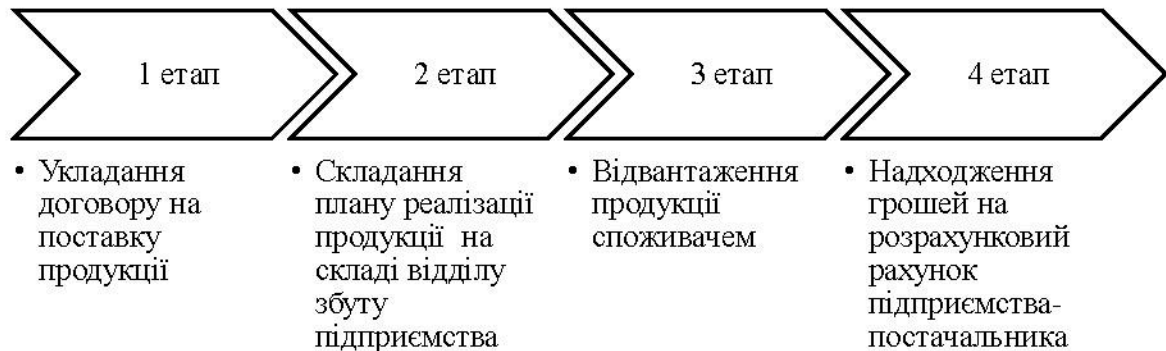 1 етап
2 етап
3 етап
4 етап
• Укладання
договору на
поставку
продукції
• Складання
плану реалізації
продукції на
складі відділу
збуту
підприємства
• Відвантаження
продукції
споживачем
• Надходження
грошей на
розрахунковий
рахунок
підприємства-
постачальника